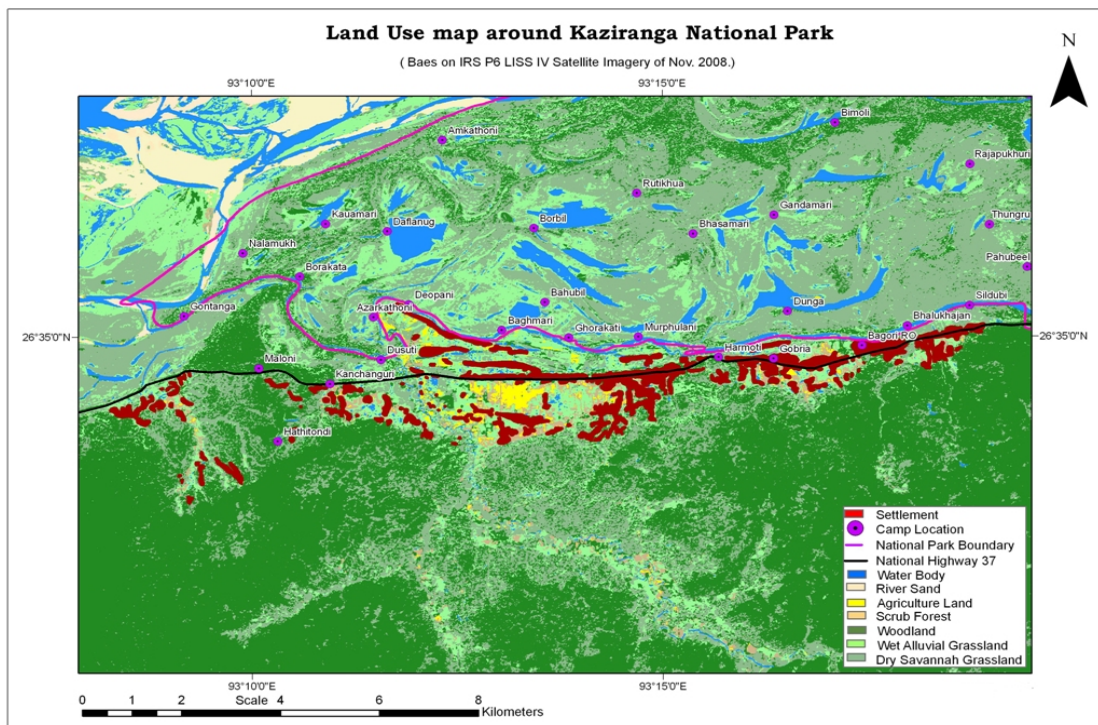 Land Use map around Kaziranga National Park
( Baes on IRS P6 LISS IV Satellite Imagery of Nov. 2008.)
N
93°10'0"E 93°15'0"E
Bimoli
Amkathoni
Rajapukhuri
Rutikhua
Kauamari
Daflanug
Borbil
Gandamari
Bhasamari
Thungru
Nalamukh
Pahubeel
Borakata
Deopani
Bahubil
Dunga
Sildubi
Gontanga
Azarkathoni
Baghmari
Ghorakati
Murphulani
Bhalukhajan
26°35'0"N 26°35'0"N
Bagori RO
Dusuti
Harmoti
Gobria
Maloni
Kanchanguri
Hathitondi
Settlement
Camp Location
National Park Boundary
National Highway 37
Water Body
River Sand
Agriculture Land
Scrub Forest
Woodland
Wet Alluvial Grassland
Dry Savannah Grassland
93°10'0"E 93°15'0"E
0 1 2 Scale 4 6 8
Kilometers